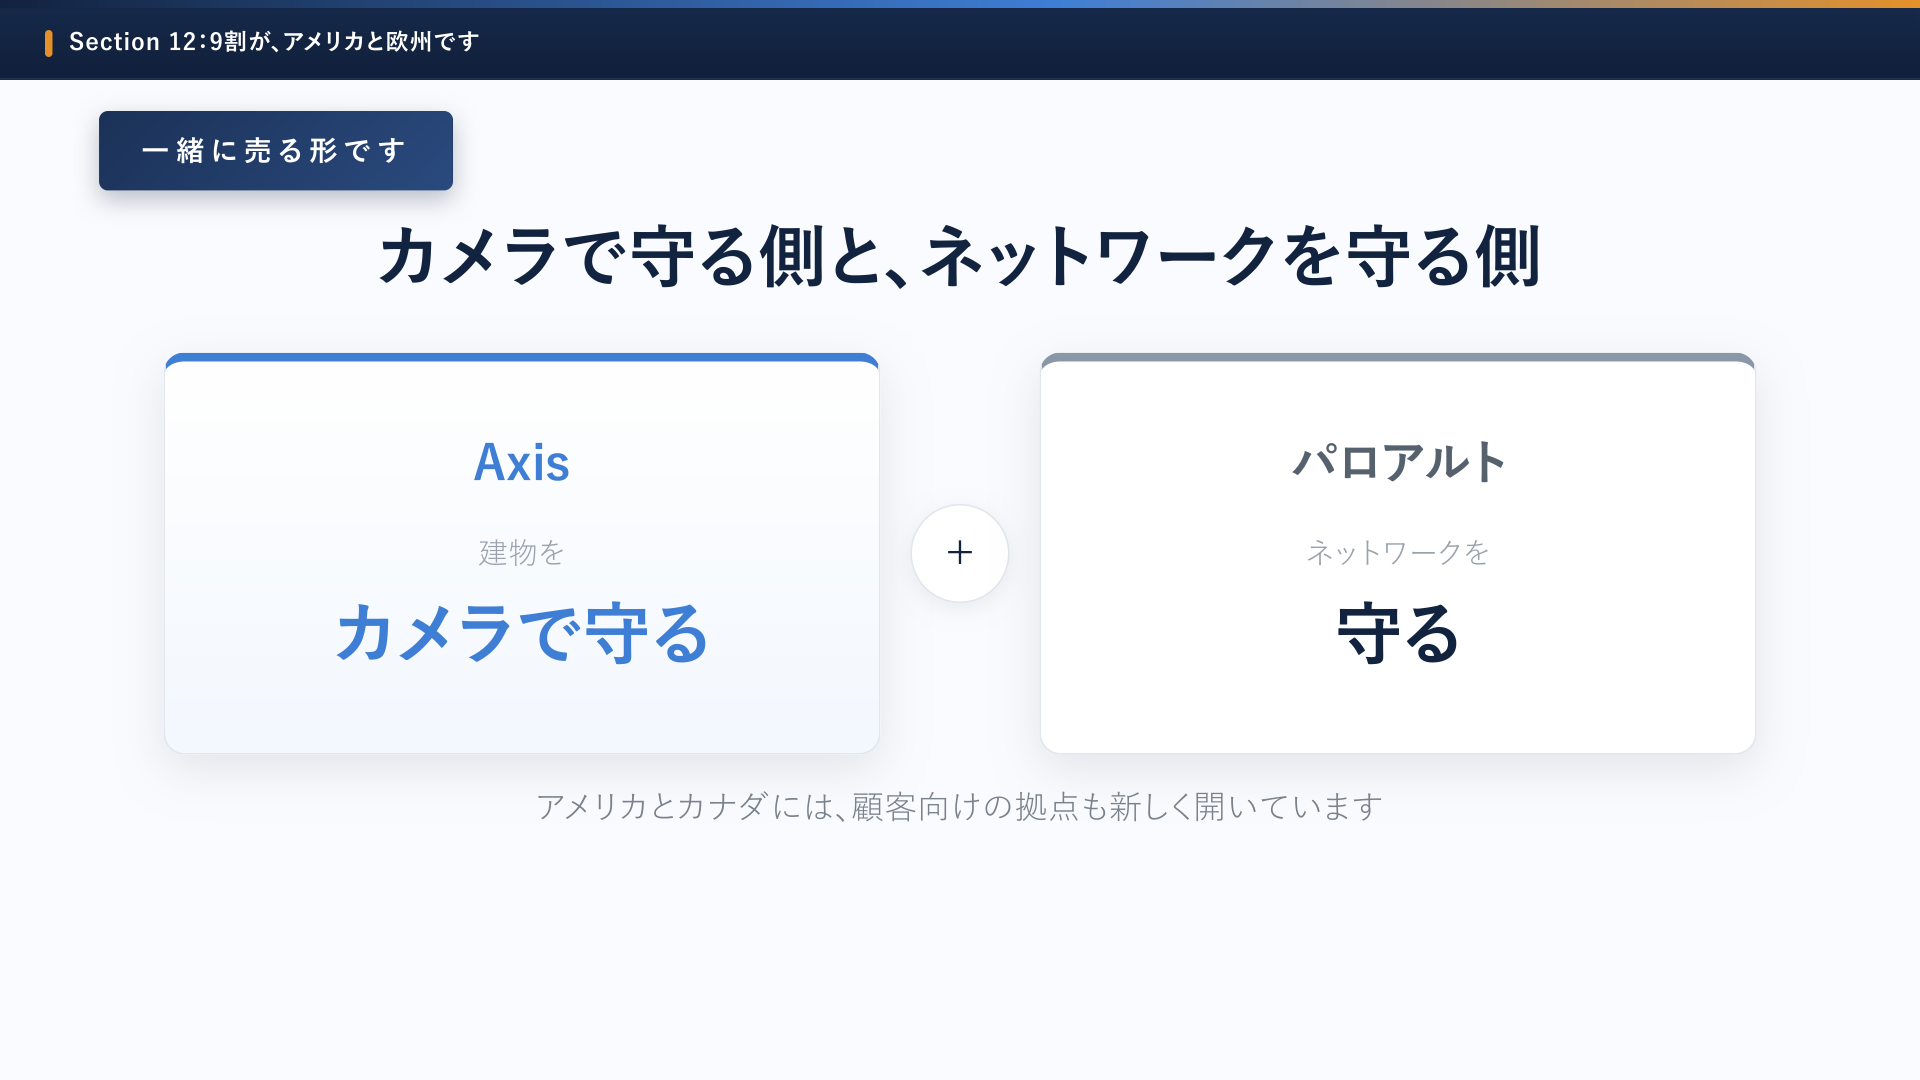 Section 12：9割が、アメリカと欧州です
一緒に売る形です
カメラで守る側と、ネットワークを守る側
Axis
建物を
カメラで守る
+
パロアルト
ネットワークを
守る
アメリカとカナダには、顧客向けの拠点も新しく開いています